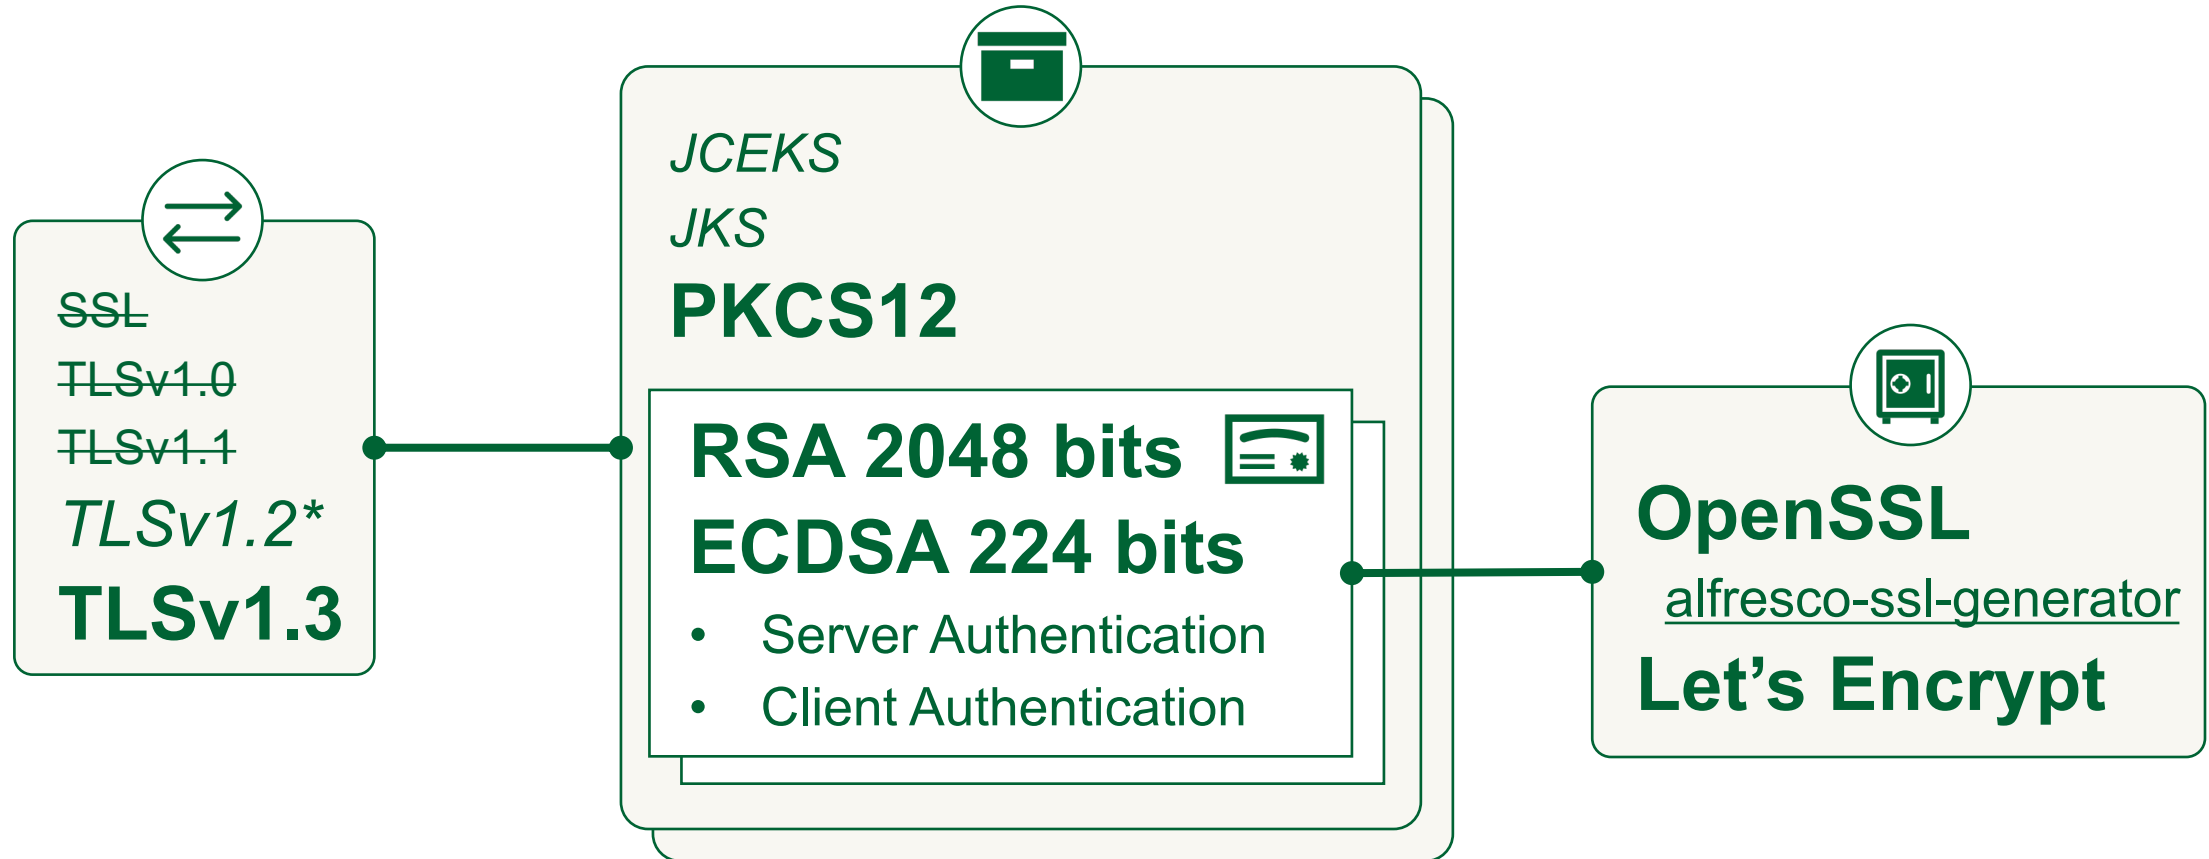 SSL
TLSv1.0
TLSv1.1
TLSv1.2*
TLSv1.3
JCEKS
JKS
PKCS12
RSA 2048 bits
ECDSA 224 bits
• Server Authentication
• Client Authentication
OpenSSL
alfresco-ssl-generator
Let’s Encrypt